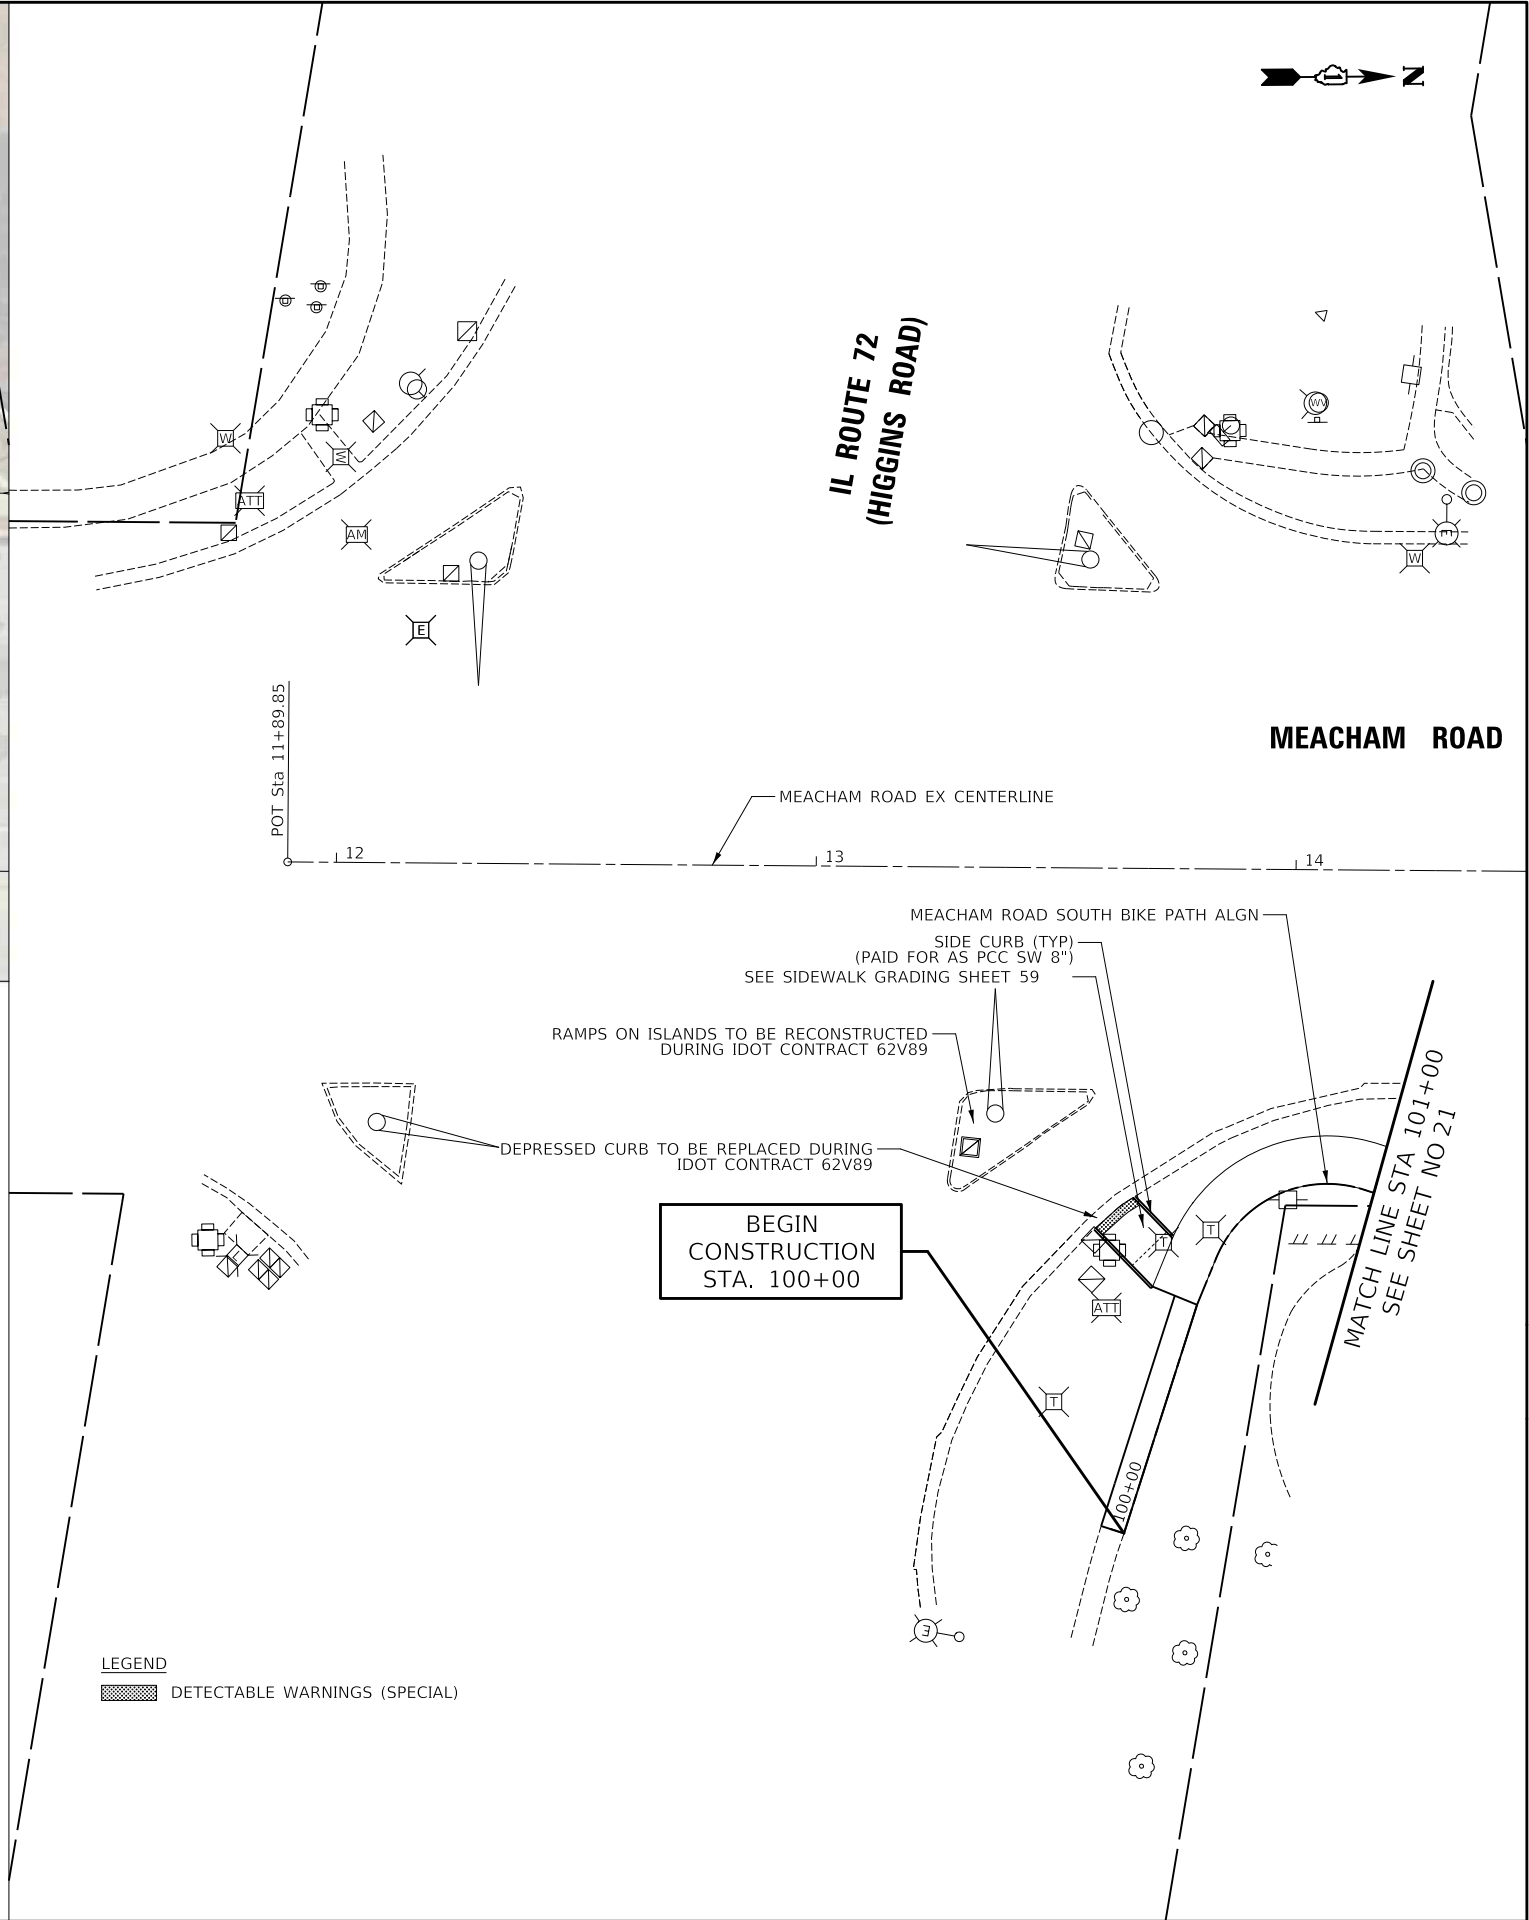 N
IL ROUTE 72
(HIGGINS ROAD)
W
W
ATT
AM
E
WV
E
W
MEACHAM ROAD
POT Sta 11+89.85
MEACHAM ROAD EX CENTERLINE
12
13
14
MEACHAM ROAD SOUTH BIKE PATH ALGN
SIDE CURB (TYP)
(PAID FOR AS PCC SW 8")
SEE SIDEWALK GRADING SHEET 59
RAMPS ON ISLANDS TO BE RECONSTRUCTED
DURING IDOT CONTRACT 62V89
DEPRESSED CURB TO BE REPLACED DURING
IDOT CONTRACT 62V89
MATCH LINE STA 101+00
SEE SHEET NO 21
BEGIN
CONSTRUCTION
STA. 100+00
T
T
ATT
T
100+00
E
LEGEND
DETECTABLE WARNINGS (SPECIAL)